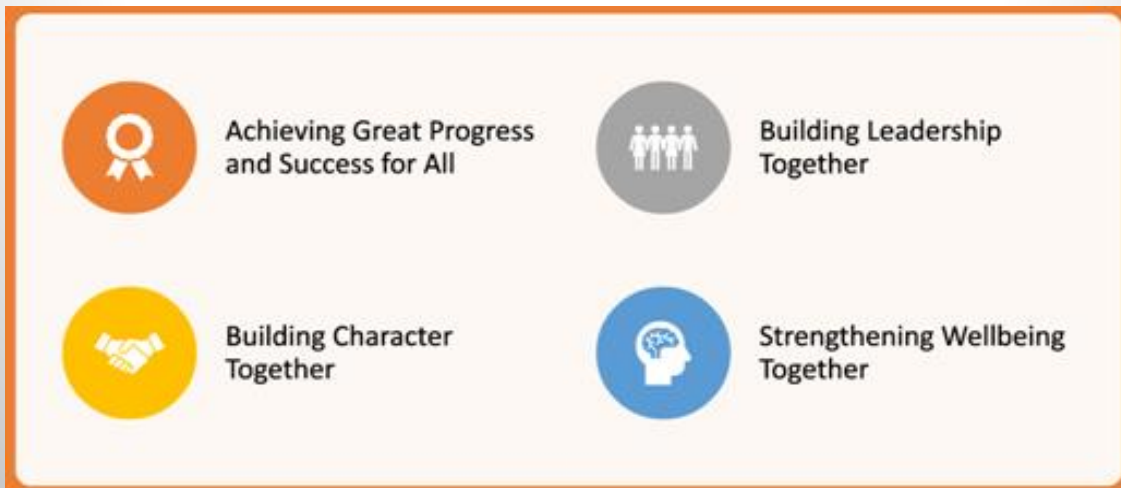 Achieving Great Progress
and Success for All
Building Leadership
Together
Building Character
Together
Strengthening Wellbeing
Together